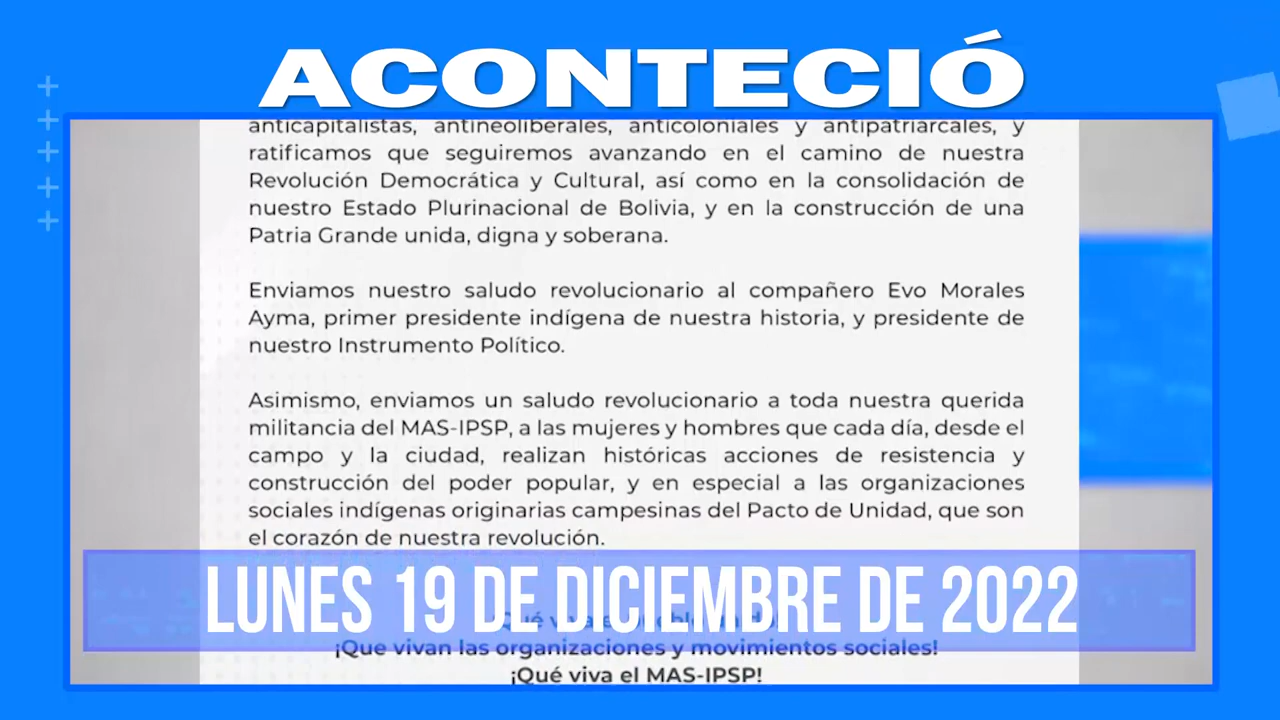 ACONTECIÓ
anticapitalistas, antineoliberales, anticoloniales y antipatriarcales, y
ratificamos que seguiremos avanzando en el camino de nuestra
Revolución Democrática y Cultural, así como en la consolidación de
nuestro Estado Plurinacional de Bolivia, y en la construcción de una
Patria Grande unida, digna y soberana.
Enviamos nuestro saludo revolucionario al compañero Evo Morales
Ayma, primer presidente indígena de nuestra historia, y presidente de
nuestro Instrumento Político.
Asimismo, enviamos un saludo revolucionario a toda nuestra querida
militancia del MAS-IPSP, a las mujeres y hombres que cada día, desde el
campo y la ciudad, realizan históricas acciones de resistencia y
construcción del poder popular, y en especial a las organizaciones
sociales indígenas originarias campesinas del Pacto de Unidad, que son
el corazón de nuestra revolución.
LUNES 19 DE DICIEMBRE DE 2022
¡Que vivan las organizaciones y movimientos sociales!
¡Qué viva el MAS-IPSP!